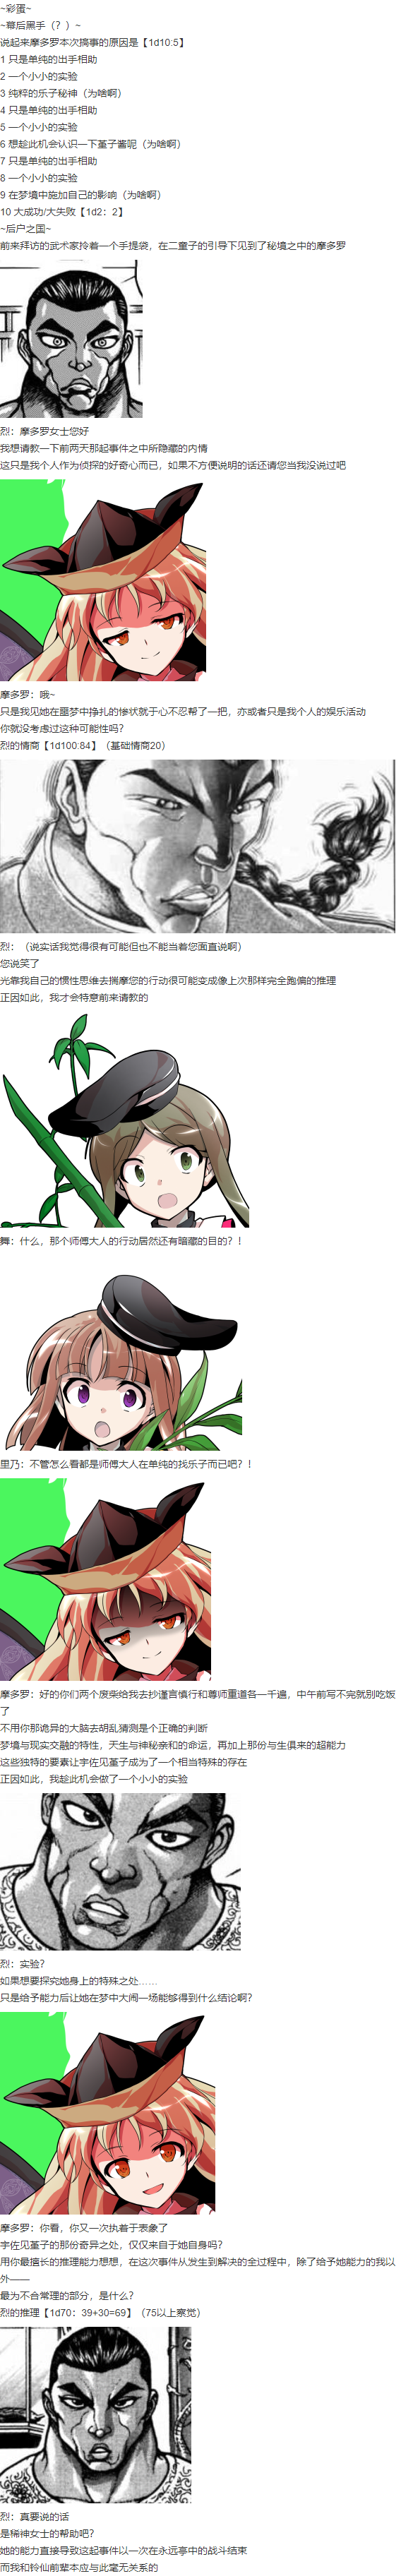 ~彩蛋~
~幕后黑手（？）~
说起来摩多罗本次搞事的原因是【1d10:5】
1 只是单纯的出手相助
2 一个小小的实验
3 纯粹的乐子秘神（为啥啊）
4 只是单纯的出手相助
5 一个小小的实验
6 想趁此机会认识一下堇子酱呢（为啥啊）
7 只是单纯的出手相助
8 一个小小的实验
9 在梦境中施加自己的影响（为啥啊）
10 大成功/大失败【1d2：2】
~后户之国~
前来拜访的武术家拎着一个手提袋，在二童子的引导下见到了秘境之中的摩多罗
烈：摩多罗女士您好
我想请教一下前两天那起事件之中所隐藏的内情
这只是我个人作为侦探的好奇心而已，如果不方便说明的话还请您当我没说过吧
摩多罗：哦~
只是我见她在噩梦中挣扎的惨状就于心不忍帮了一把，亦或者只是我个人的娱乐活动
你就没考虑过这种可能性吗？
烈的情商【1d100:84】（基础情商20）
烈：（说实话我觉得很有可能但也不能当着您面直说啊）
您说笑了
光靠我自己的惯性思维去揣摩您的行动很可能变成像上次那样完全跑偏的推理
正因如此，我才会特意前来请教的
舞：什么，那个师傅大人的行动居然还有暗藏的目的？！
里乃：不管怎么看都是师傅大人在单纯的找乐子而已吧？！
摩多罗：好的你们两个废柴给我去抄谨言慎行和尊师重道各一千遍，中午前写不完就别吃饭
了
不用你那诡异的大脑去胡乱猜测是个正确的判断
梦境与现实交融的特性，天生与神秘亲和的命运，再加上那份与生俱来的超能力
这些独特的要素让宇佐见堇子成为了一个相当特殊的存在
正因如此，我趁此机会做了一个小小的实验
烈：实验？
如果想要探究她身上的特殊之处……
只是给予能力后让她在梦中大闹一场能够得到什么结论啊？
摩多罗：你看，你又一次执着于表象了
宇佐见堇子的那份奇异之处，仅仅来自于她自身吗？
用你最擅长的推理能力想想，在这次事件从发生到解决的全过程中，除了给予她能力的我以
外——
最为不合常理的部分，是什么？
烈的推理【1d70：39+30=69】（75以上察觉）
烈：真要说的话
是稀神女士的帮助吧？
她的能力直接导致这起事件以一次在永远亭中的战斗结束
而我和铃仙前辈本应与此毫无关系的